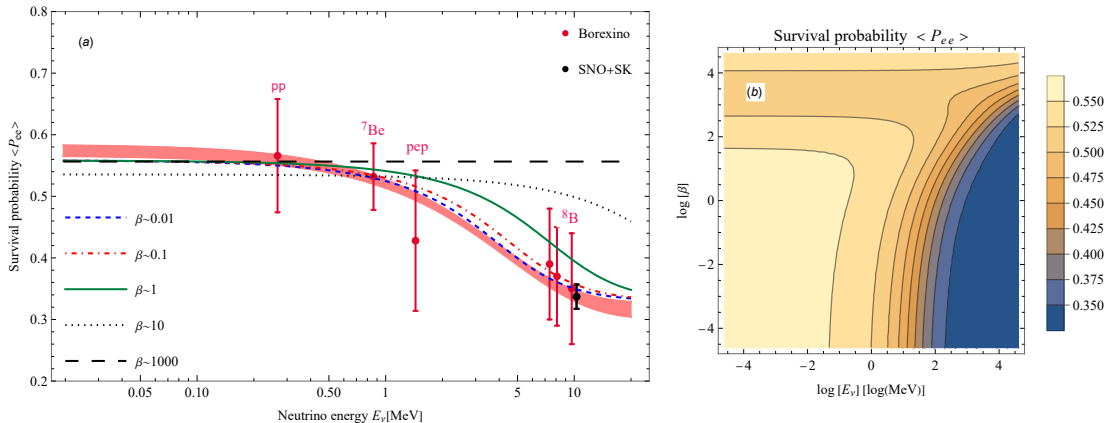 (a)
Borexino
SNO+SK
pp
⁷Be
pep
⁸B
β~0.01
β~0.1
β~1
β~10
β~1000
Survival probability <P_ee>
0.8
0.7
0.6
0.5
0.4
0.3
0.2
0.05
0.10
0.50
1
5
10
Neutrino energy E_ν[MeV]
Survival probability < P_ee >
(b)
log[β]
4
2
0
-2
-4
-4
-2
0
2
4
log[E_ν] [log(MeV)]
0.550
0.525
0.500
0.475
0.450
0.425
0.400
0.375
0.350